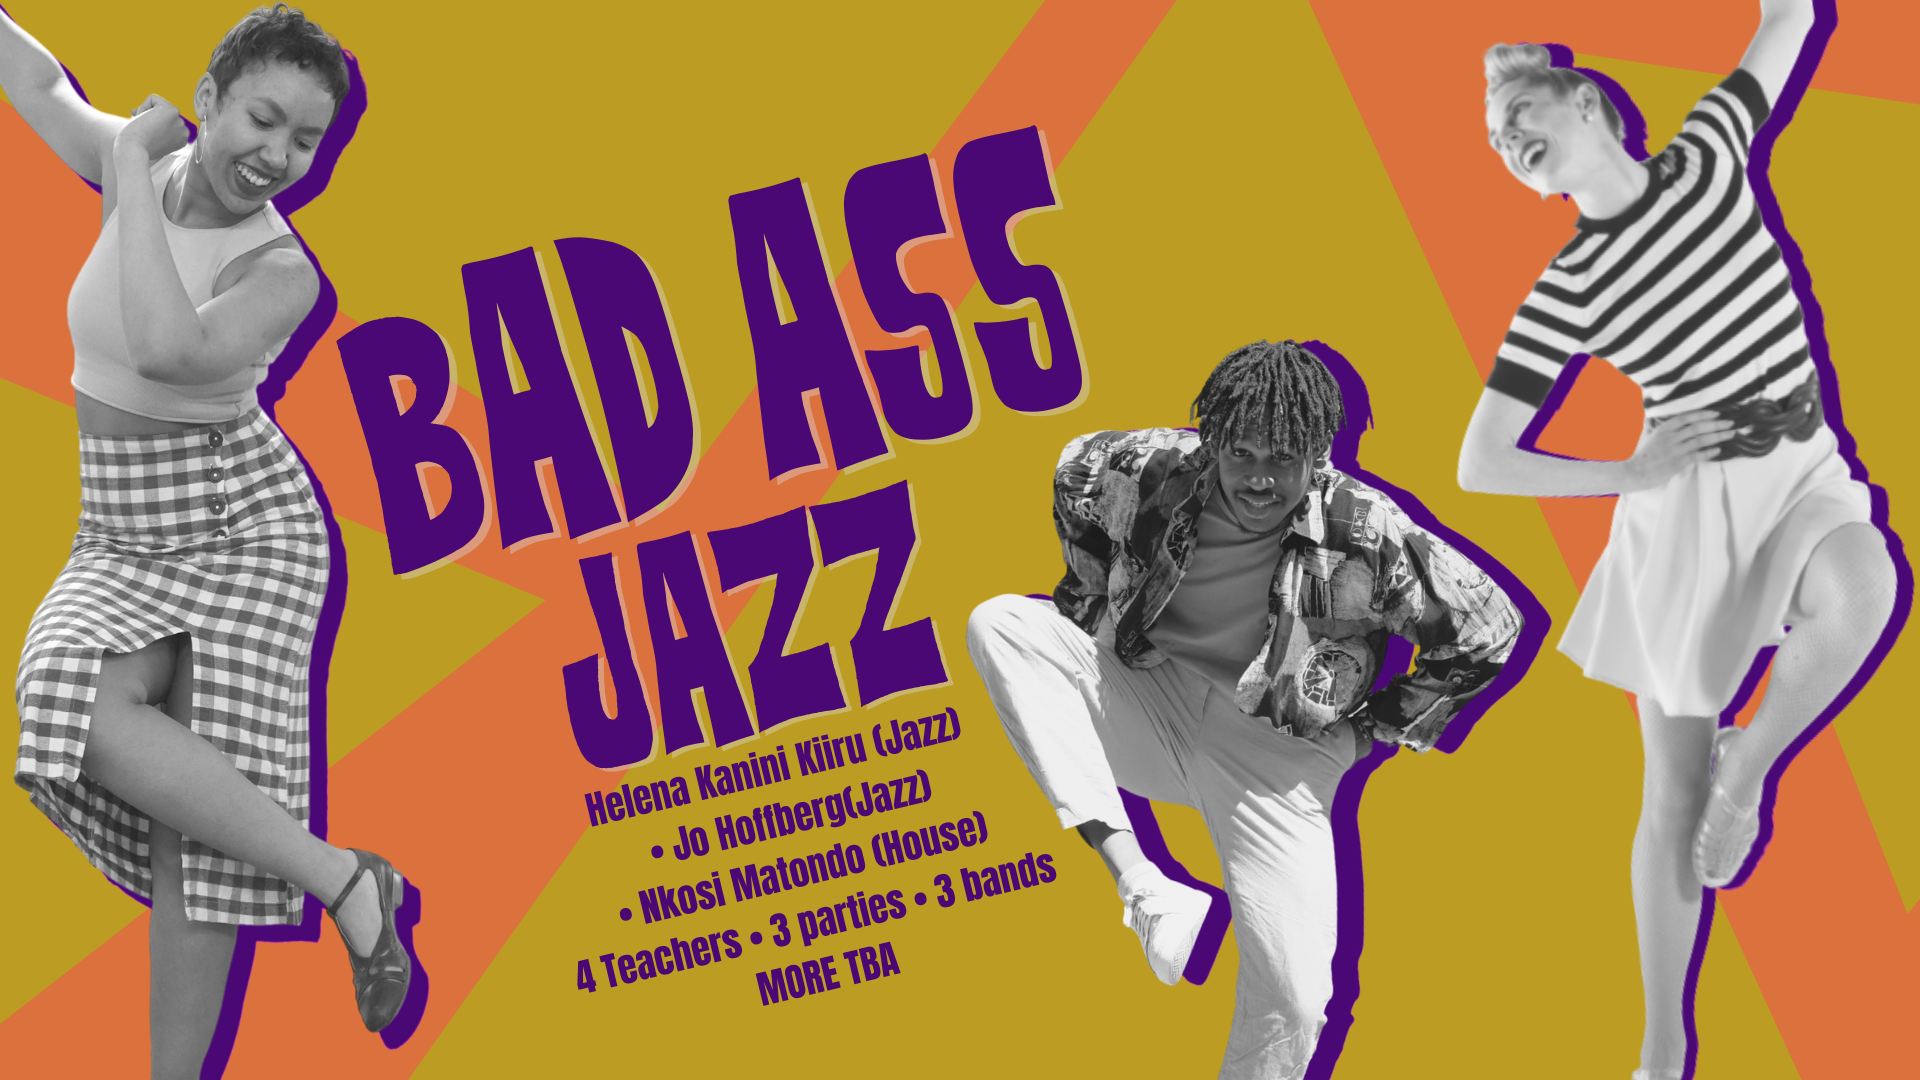 BAD ASS
JAZZ
Helena Kanini Kiiru (Jazz)
• Jo Hoffberg(Jazz)
• Nkosi Matondo (House)
4 Teachers • 3 parties • 3 bands
MORE TBA